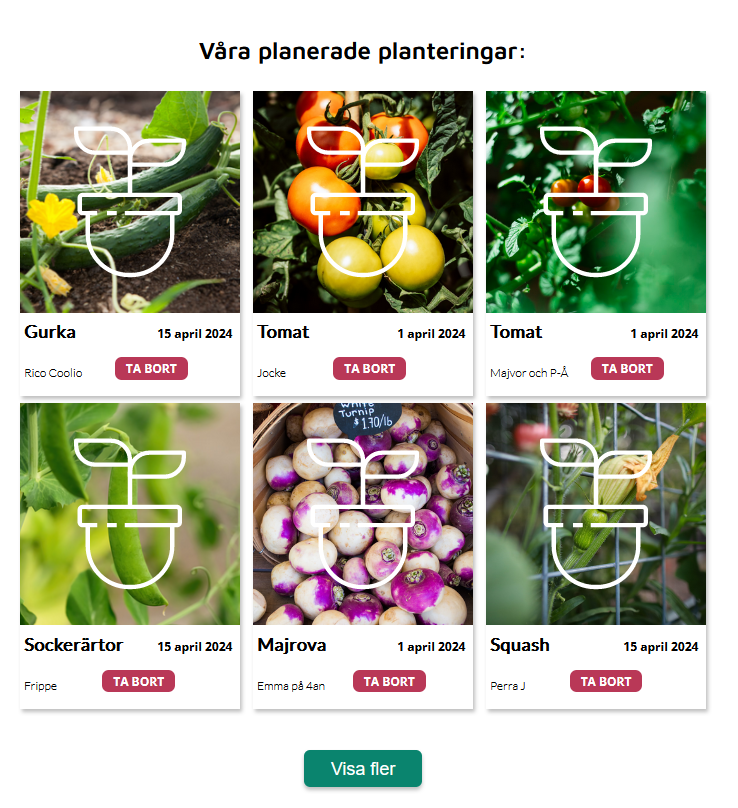 Våra planerade planteringar:
Gurka 15 april 2024
Rico Coolio TA BORT
Tomat 1 april 2024
Jocke TA BORT
Tomat 1 april 2024
Majvor och P-Å TA BORT
Sockerärtor 15 april 2024
Frippe TA BORT
White
Turnip
$1.70/lb
Majrova 1 april 2024
Emma på 4an TA BORT
Squash 15 april 2024
Perra J TA BORT
Visa fler